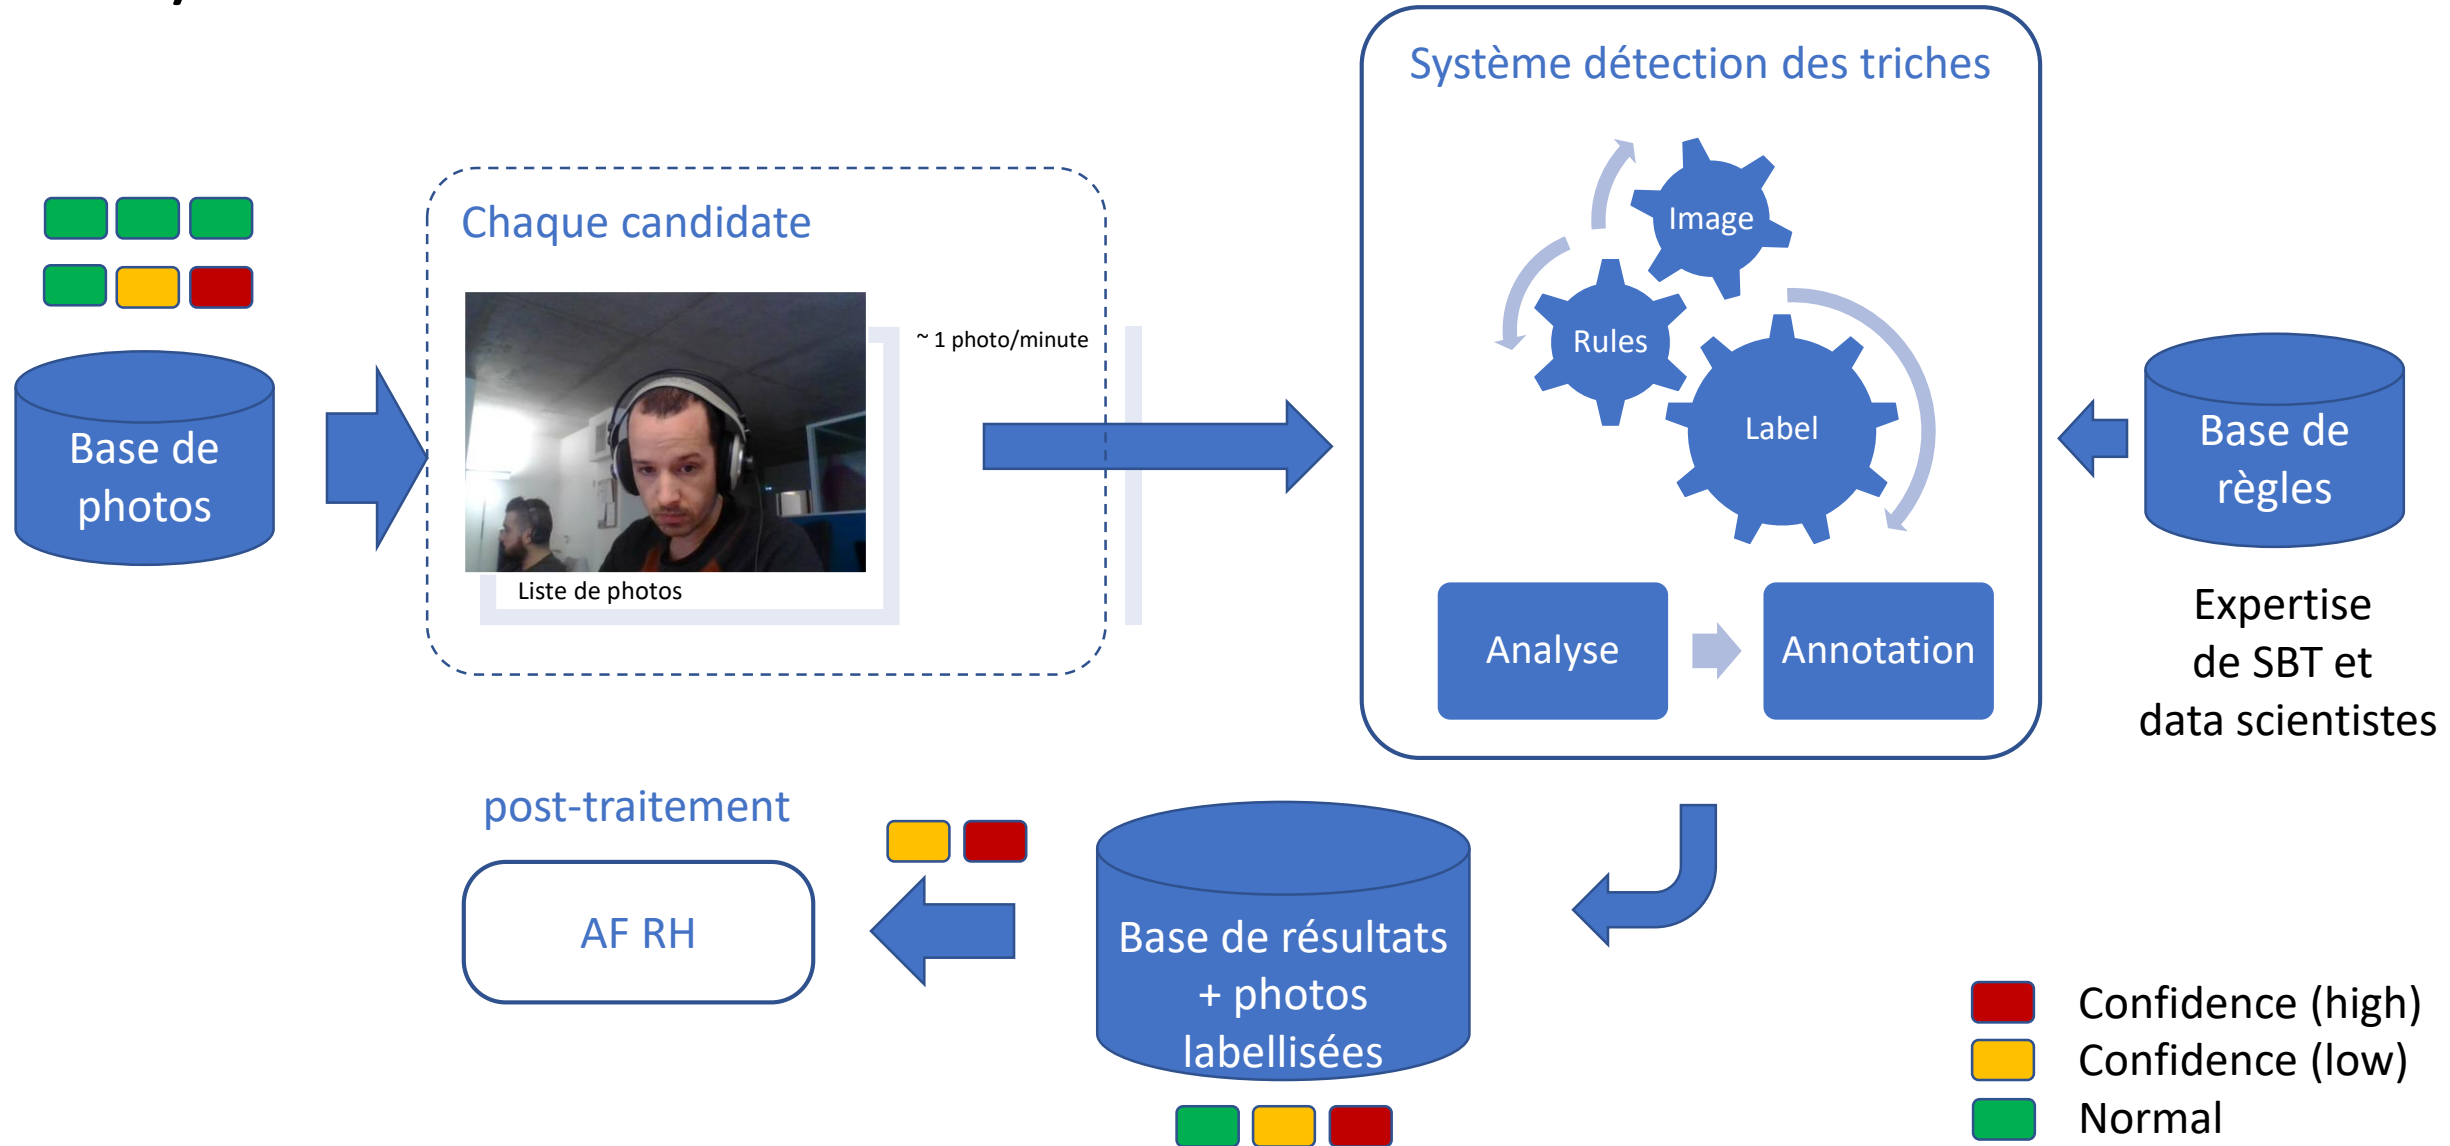 Système détection des triches
Chaque candidate
~ 1 photo/minute
Liste de photos
Base de
photos
Image
Rules
Label
Analyse
Annotation
Base de
règles
Expertise
de SBT et
data scientistes
post-traitement
AF RH
Base de résultats
+ photos
labellisées
Confidence (high)
Confidence (low)
Normal